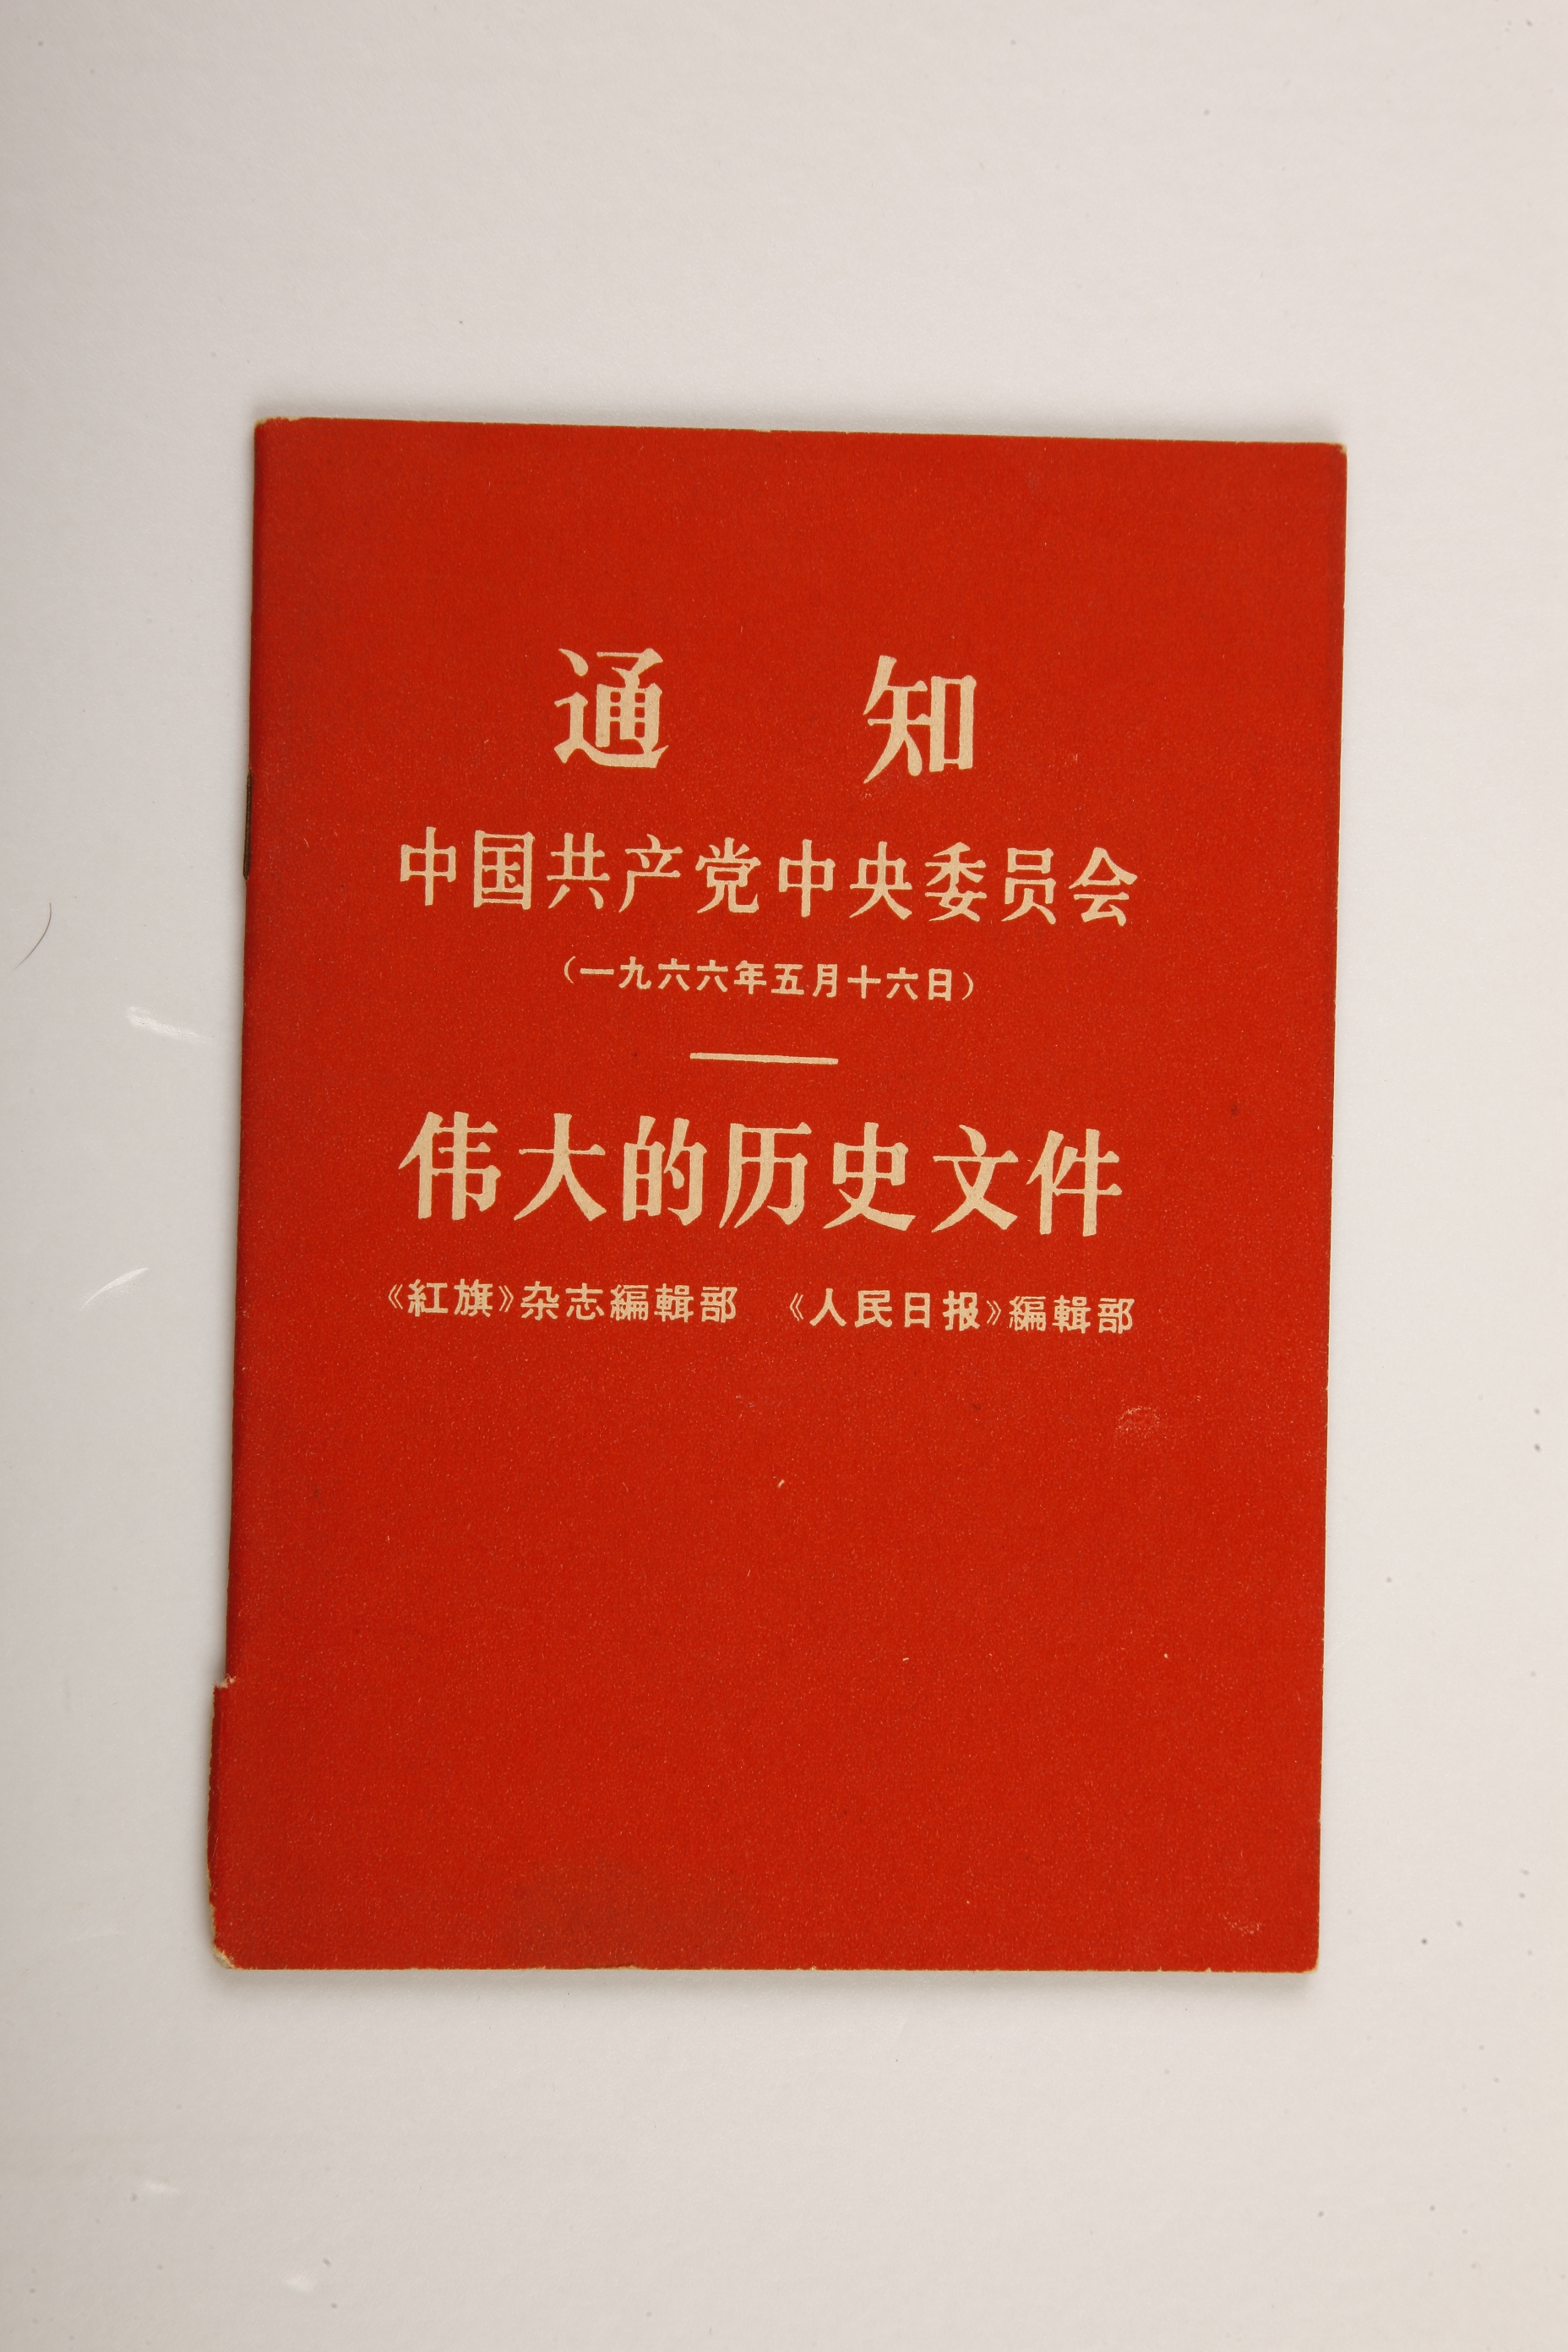 通 知
中国共产党中央委员会
（一九六六年五月十六日）
伟大的历史文件
《紅旗》杂志編輯部 《人民日报》編輯部